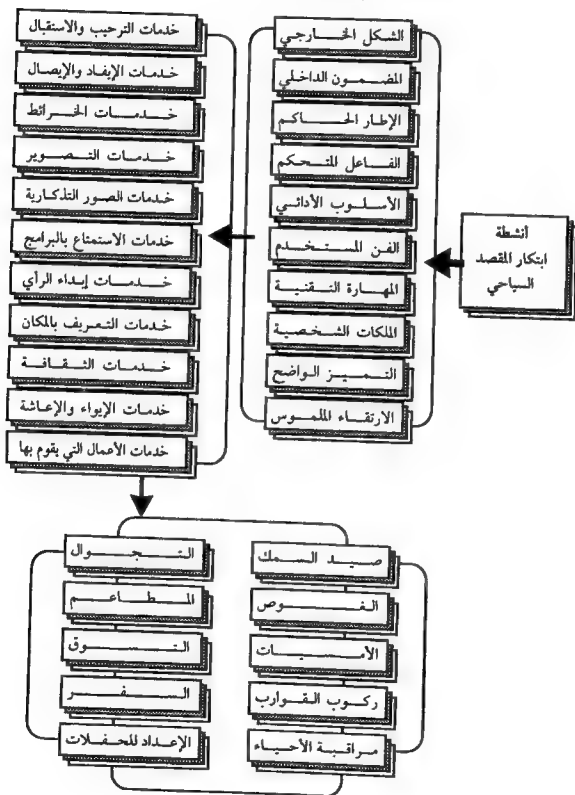 أنشطة
ابتكار المقصد
السياحي
الشكل الخارجي
المضمون الداخلي
الإطار الحاكم
الفاعل المتحكم
الأسلوب الأدائي
الفن المستخدم
المهارة التقنية
الملكات الشخصية
التميز الواضح
الارتقاء الملموس
خدمات الترحيب والاستقبال
خدمات الإيفاد والإيصال
خدمات الخرائط
خدمات التصوير
خدمات الصور التذكارية
خدمات الاستمتاع بالبرامج
خدمات إبداء الرأي
خدمات التعريف بالمكان
خدمات الثقافة
خدمات الإيواء والإعاشة
خدمات الأعمال التي يقوم بها
صيد السمك
الغوص
الأمسيات
ركوب القوارب
مراقبة الأحياء
التجوال
المطاعم
التسوق
السفر
الإعداد للحفلات